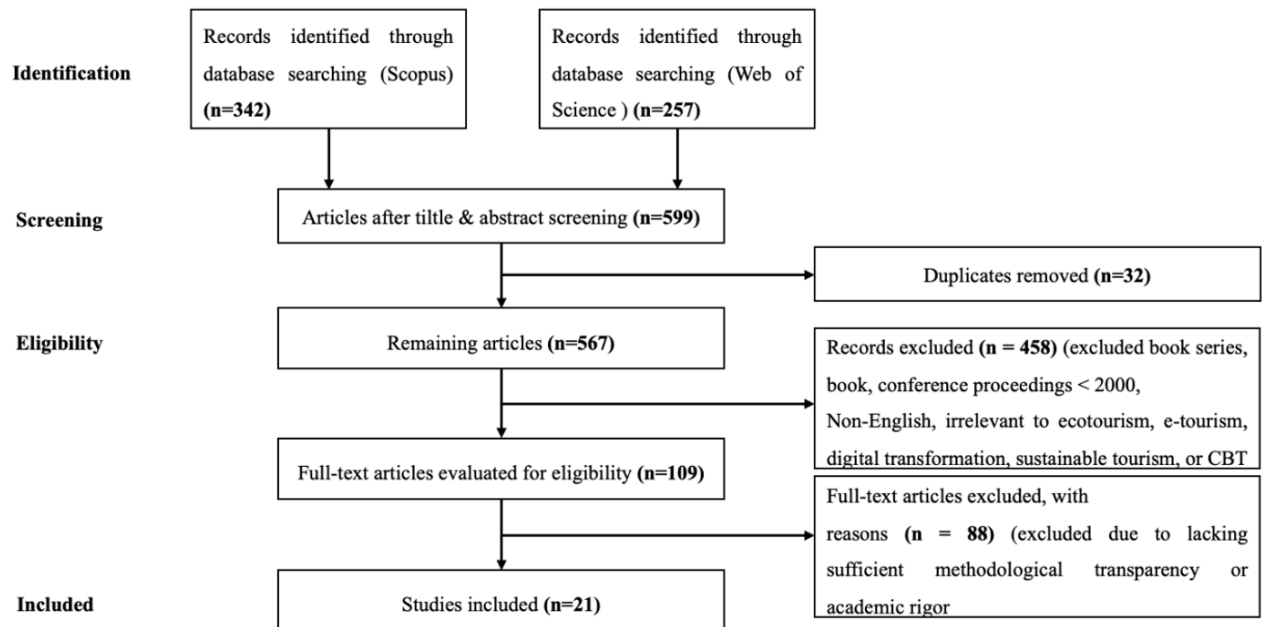 Identification
Records identified through
database searching (Scopus)
(n=342)
Records identified through
database searching (Web of
Science ) (n=257)
Screening
Articles after tiltle & abstract screening (n=599)
Duplicates removed (n=32)
Eligibility
Remaining articles (n=567)
Records excluded (n = 458) (excluded book series,
book, conference proceedings < 2000,
Non-English, irrelevant to ecotourism, e-tourism,
digital transformation, sustainable tourism, or CBT
Full-text articles evaluated for eligibility (n=109)
Full-text articles excluded, with
reasons (n = 88) (excluded due to lacking
sufficient methodological transparency or
academic rigor
Included
Studies included (n=21)